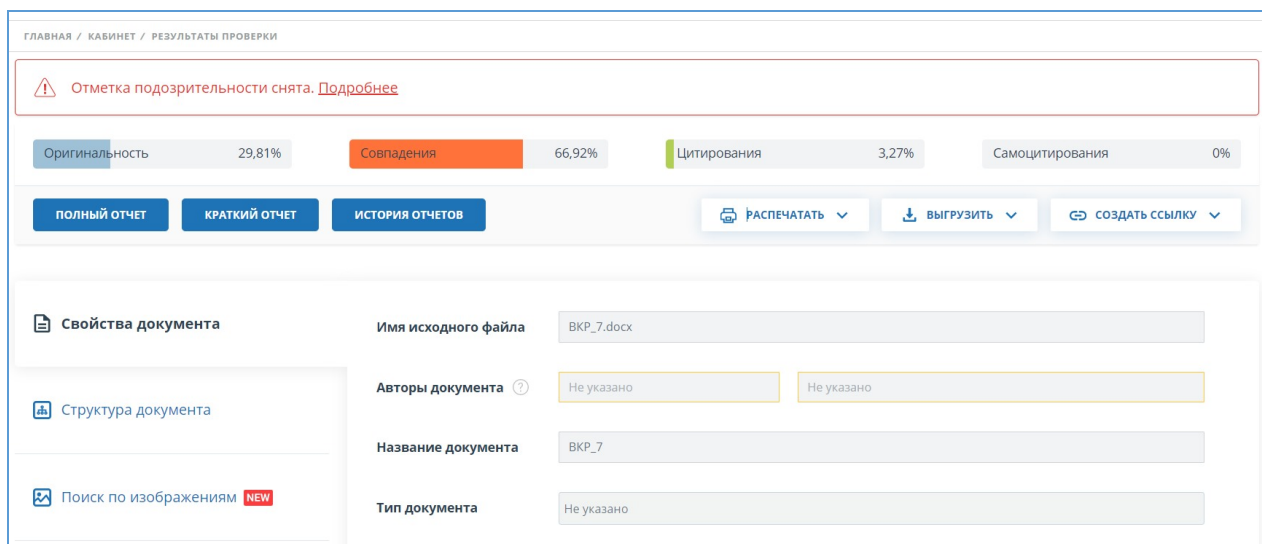 ГЛАВНАЯ / КАБИНЕТ / РЕЗУЛЬТАТЫ ПРОВЕРКИ
Отметка подозрительности снята. Подробнее
Оригинальность 29,81% Совпадения 66,92% Цитирования 3,27% Самоцитирования 0%
ПОЛНЫЙ ОТЧЕТ КРАТКИЙ ОТЧЕТ ИСТОРИЯ ОТЧЕТОВ РАСПЕЧАТАТЬ ВЫГРУЗИТЬ СОЗДАТЬ ССЫЛКУ
Свойства документа
Структура документа
Поиск по изображениям NEW
Имя исходного файла ВКР_7.docx
Авторы документа ? Не указано Не указано
Название документа ВКР_7
Тип документа Не указано